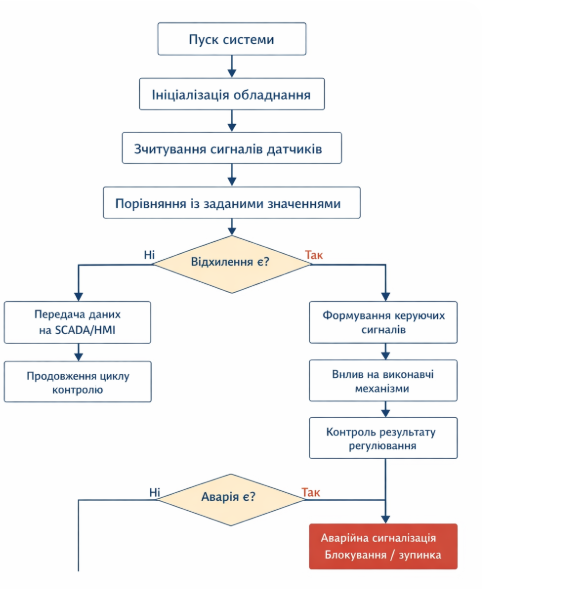 Пуск системи
Ініціалізація обладнання
Зчитування сигналів датчиків
Порівняння із заданими значеннями
Ні
Відхилення є?
Так
Передача даних
на SCADA/HMI
Продовження циклу
контролю
Формування керуючих
сигналів
Внлив на виконавчі
механізми
Контроль результату
регулювання
Ні
Аварія є?
Так
Аварійна сигналізація
Блокування / зупинка